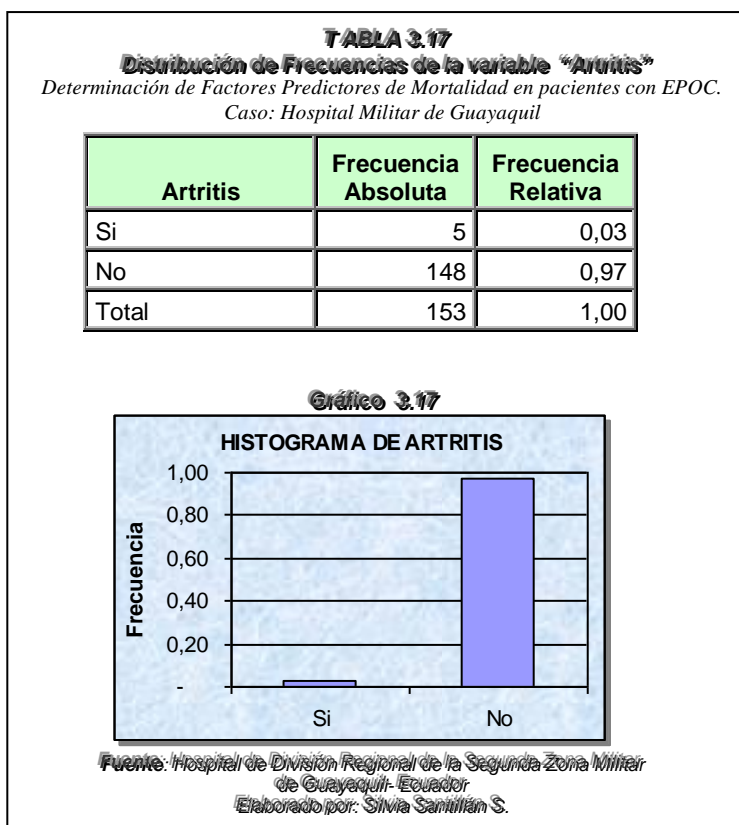 TABLA 3.17
Distribución de Frecuencias de la variable “Artritis”
Determinación de Factores Predictores de Mortalidad en pacientes con EPOC.
Caso: Hospital Militar de Guayaquil
Artritis Frecuencia Absoluta Frecuencia Relativa
Si 5 0,03
No 148 0,97
Total 153 1,00
Gráfico 3.17
HISTOGRAMA DE ARTRITIS
Frecuencia
1,00
0,80
0,60
0,40
0,20
-
Si No
Fuente: Hospital de División Regional de la Segunda Zona Militar
de Guayaquil- Ecuador
Elaborado por: Silvia Santillán S.